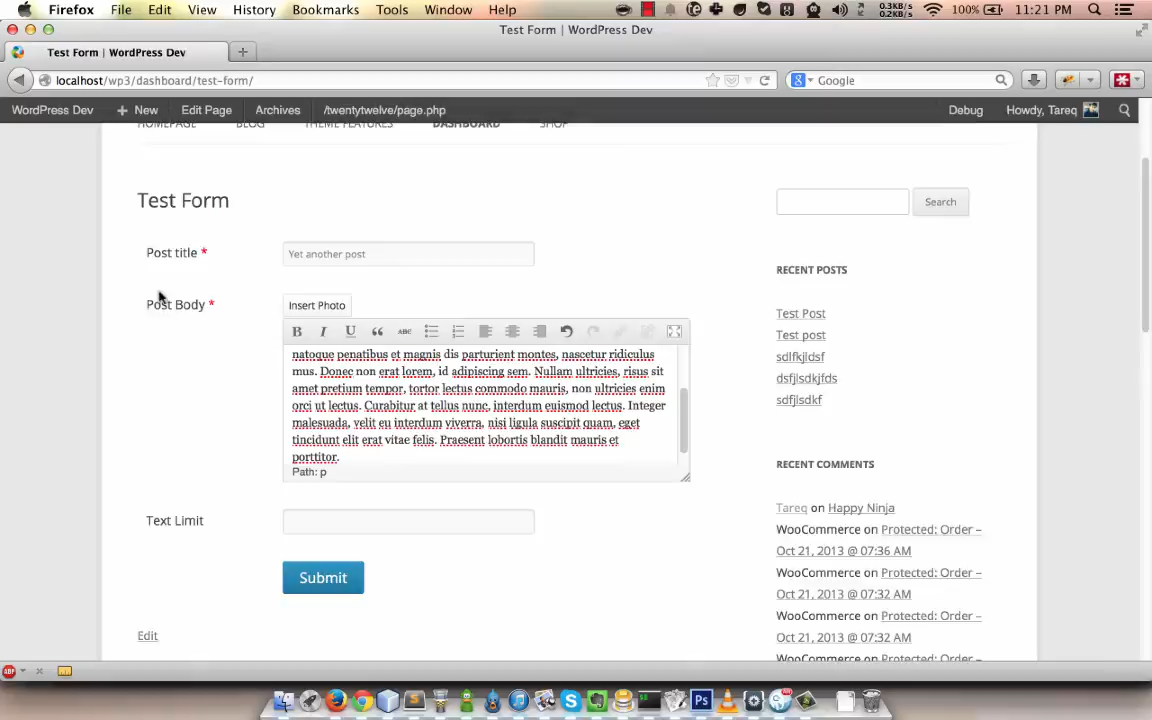 Firefox File Edit View History Bookmarks Tools Window Help 0.3KB/s 0.2KB/s 100% 11:21 PM
Test Form | WordPress Dev
Test Form | WordPress Dev
localhost/wp3/dashboard/test-form/ Google
WordPress Dev + New Edit Page Archives /twentytwelve/page.php Debug Howdy, Tareq
HOMEPAGE BLOG THEME FEATURES DASHBOARD SHOP
Test Form
Search
Post title *
Yet another post
Post Body *
Insert Photo
B I U ABC
natoque penatibus et magnis dis parturient montes, nascetur ridiculus
mus. Donec non erat lorem, id adipiscing sem. Nullam ultricies, risus sit
amet pretium tempor, tortor lectus commodo mauris, non ultricies enim
orci ut lectus. Curabitur at tellus nunc, interdum euismod lectus. Integer
malesuada, velit eu interdum viverra, nisi ligula suscipit quam, eget
tincidunt elit erat vitae felis. Praesent lobortis blandit mauris et
porttitor.
Path: p
Text Limit
Submit
Edit
RECENT POSTS
Test Post
Test post
sdlfkjldsf
dsfjlsdkjfds
sdfjlsdkf
RECENT COMMENTS
Tareq on Happy Ninja
WooCommerce on Protected: Order –
Oct 21, 2013 @ 07:36 AM
WooCommerce on Protected: Order –
Oct 21, 2013 @ 07:32 AM
WooCommerce on Protected: Order –
Oct 21, 2013 @ 07:32 AM
WooCommerce on Protected: Order –
ABP
Ps